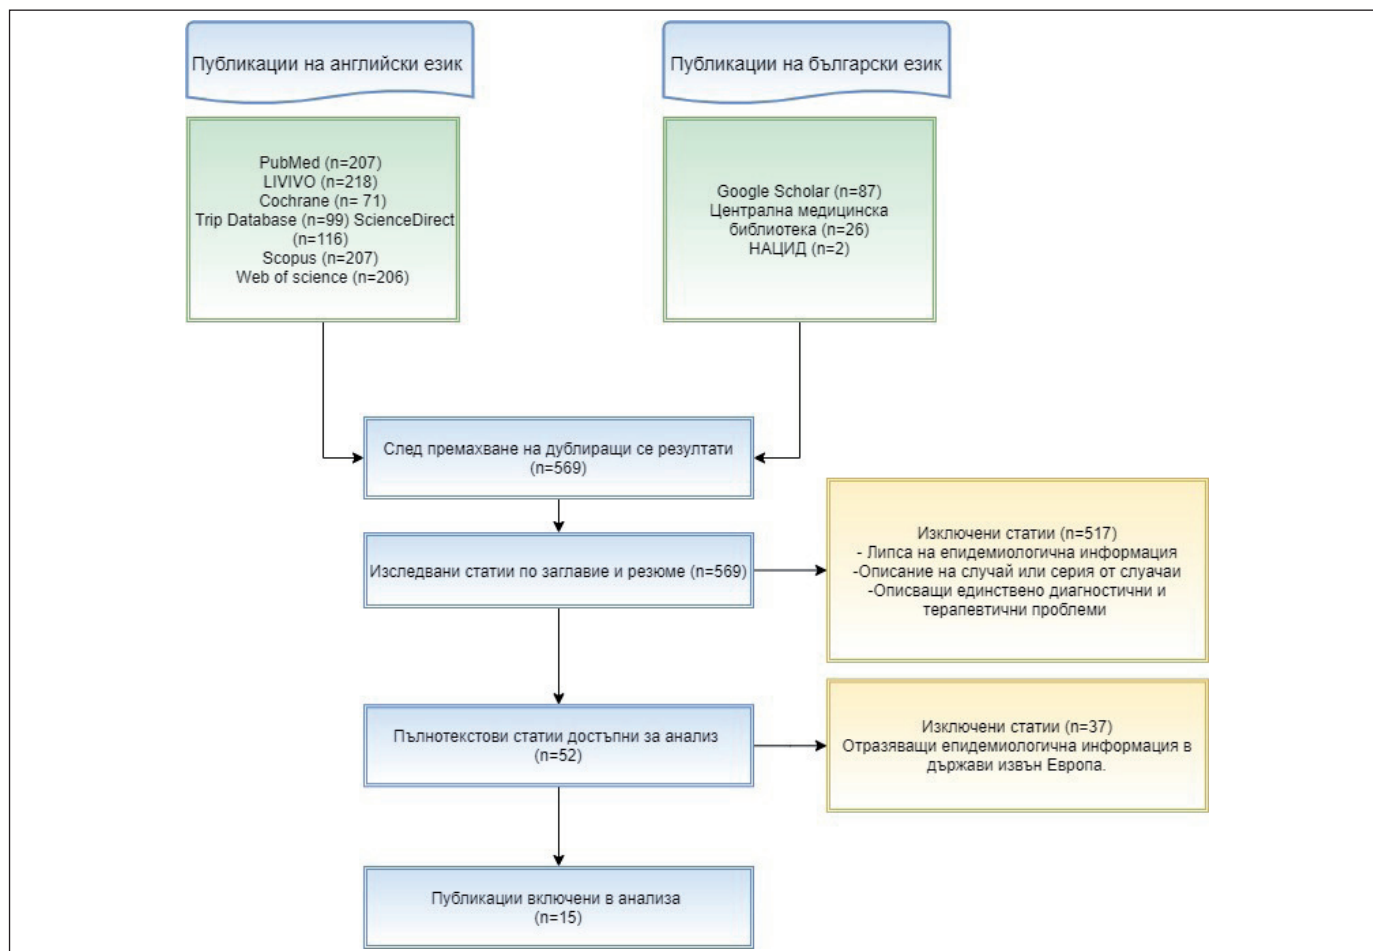 Публикации на английски език
Публикации на български език
PubMed (n=207)
LIVIVO (n=218)
Cochrane (n= 71)
Trip Database (n=99) ScienceDirect
(n=116)
Scopus (n=207)
Web of science (n=206)
Google Scholar (n=87)
Централна медицинска
библиотека (n=26)
НАЦИД (n=2)
След премахване на дублиращи се резултати
(n=569)
Изследвани статии по заглавие и резюме (n=569)
Изключени статии (n=517)
- Липса на епидемиологична информация
-Описание на случай или серия от слуачаи
-Описващи единствено диагностични и
терапевтични проблеми
Пълнотекстови статии достъпни за анализ
(n=52)
Изключени статии (n=37)
Отразяващи епидемиологична информация в
държави извън Европа.
Публикации включени в анализа
(n=15)